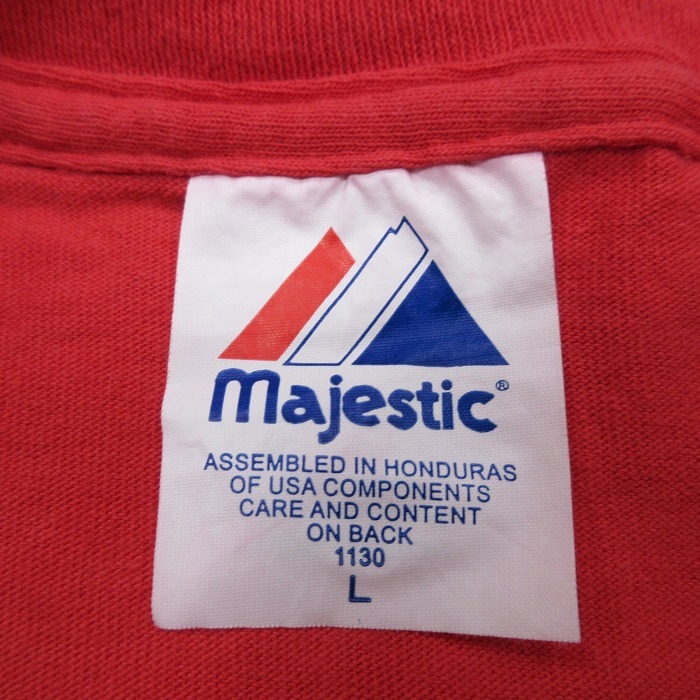 majestic®
ASSEMBLED IN HONDURAS
OF USA COMPONENTS
CARE AND CONTENT
ON BACK
1130
L